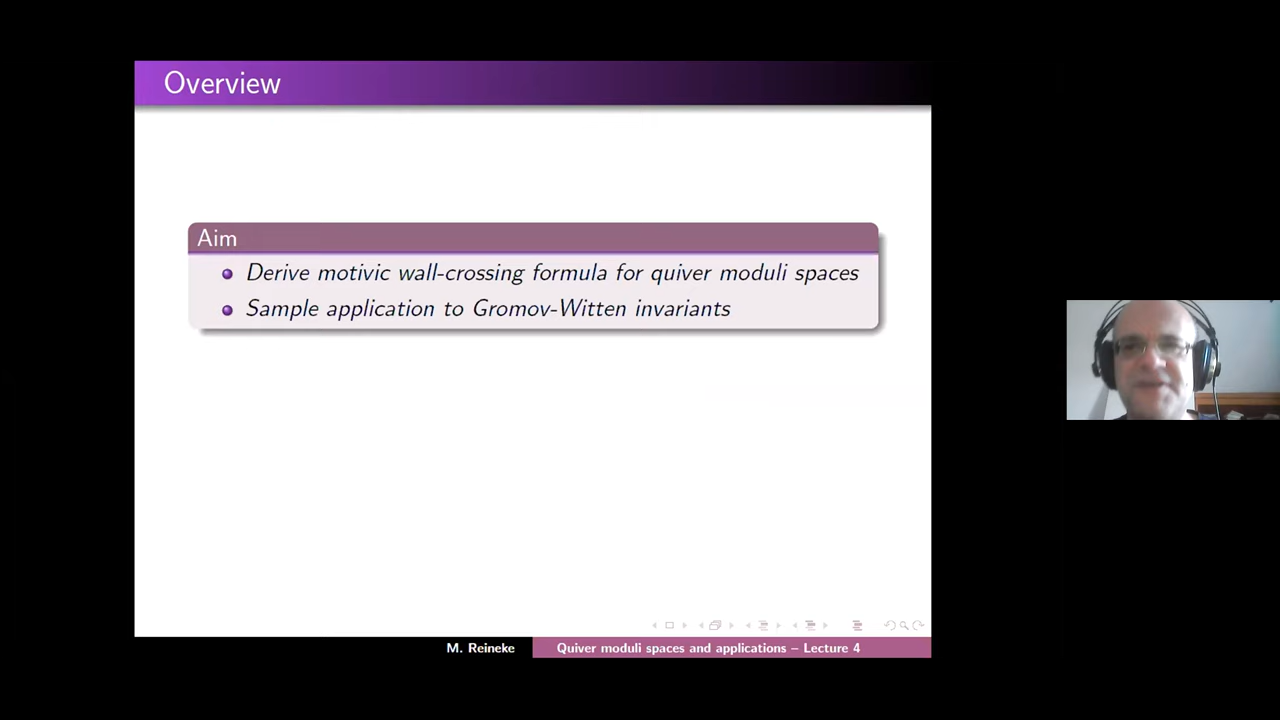 Overview
Aim
Derive motivic wall-crossing formula for quiver moduli spaces
Sample application to Gromov-Witten invariants
M. Reineke
Quiver moduli spaces and applications – Lecture 4